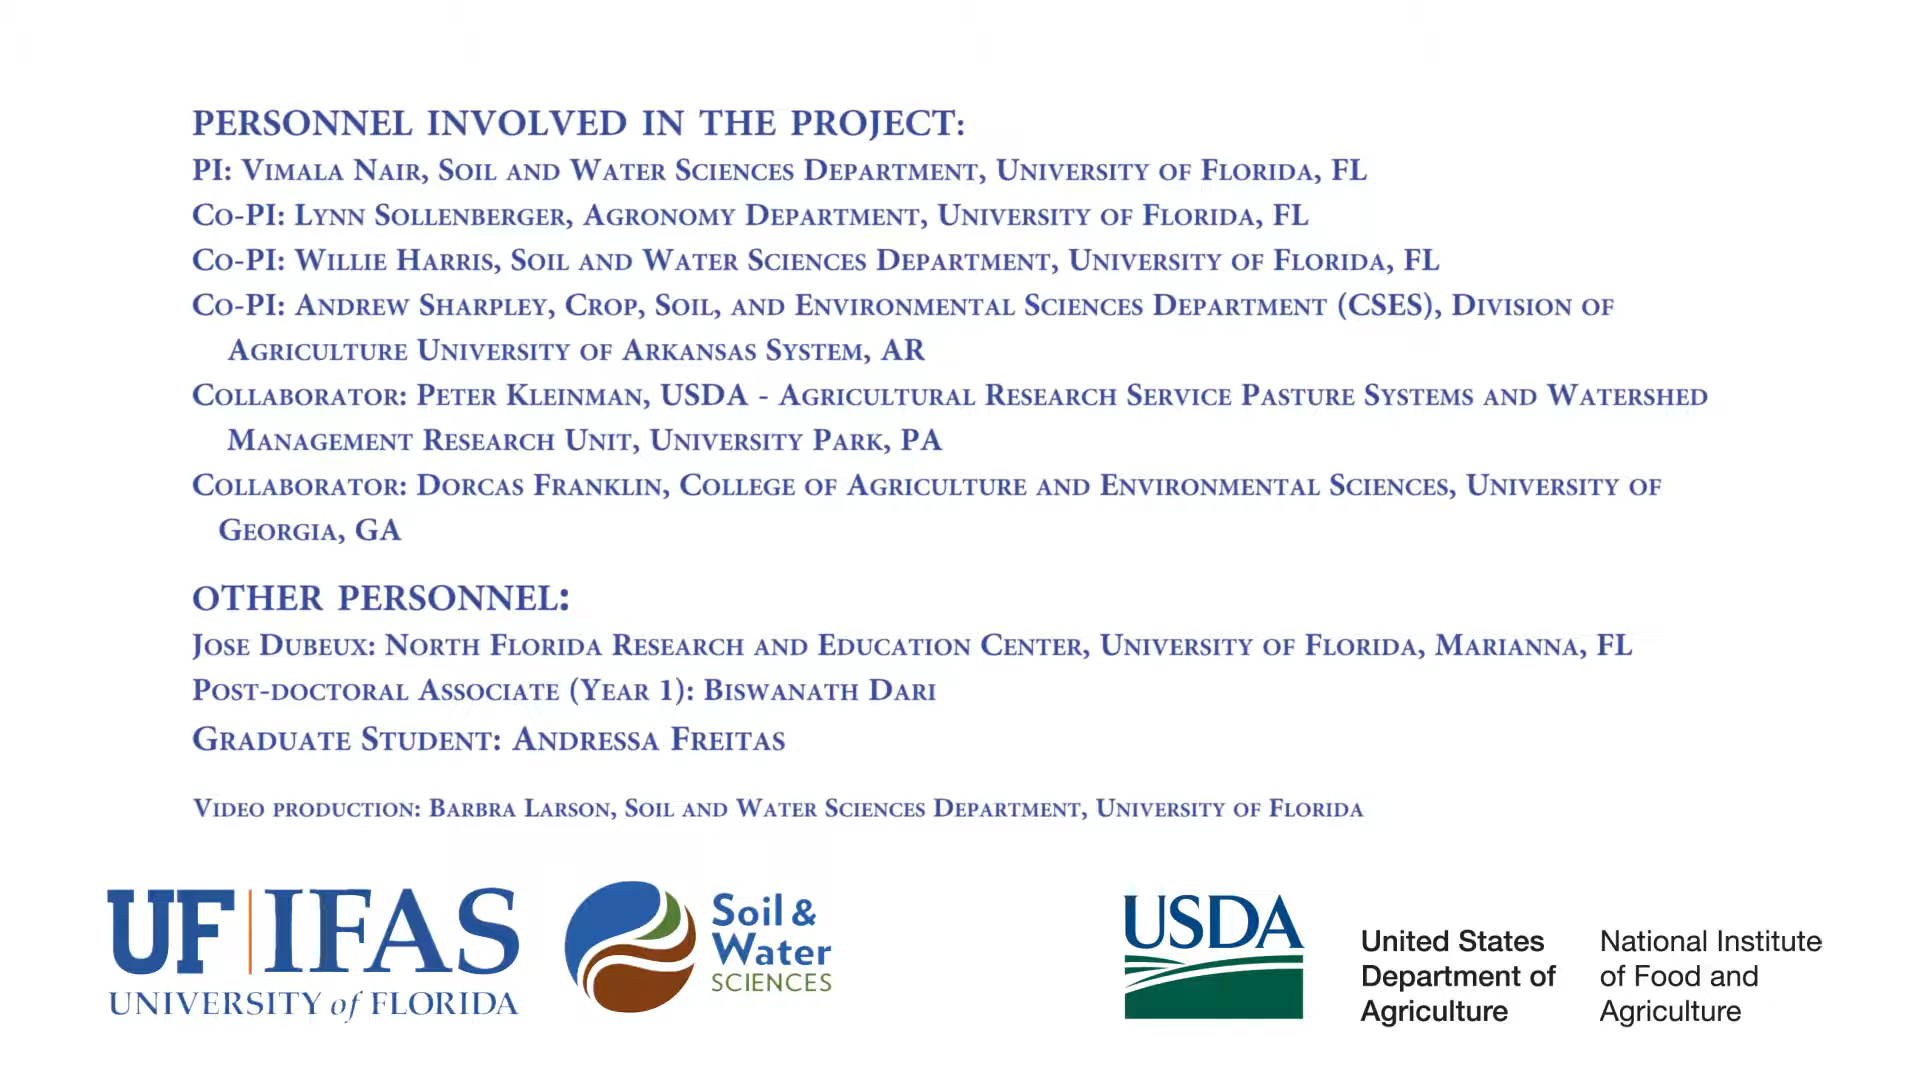 PERSONNEL INVOLVED IN THE PROJECT:
PI: Vimala Nair, Soil and Water Sciences Department, University of Florida, FL
Co-PI: Lynn Sollenberger, Agronomy Department, University of Florida, FL
Co-PI: Willie Harris, Soil and Water Sciences Department, University of Florida, FL
Co-PI: Andrew Sharpley, Crop, Soil, and Environmental Sciences Department (CSES), Division of
Agriculture University of Arkansas System, AR
Collaborator: Peter Kleinman, USDA - Agricultural Research Service Pasture Systems and Watershed
Management Research Unit, University Park, PA
Collaborator: Dorcas Franklin, College of Agriculture and Environmental Sciences, University of
Georgia, GA
OTHER PERSONNEL:
Jose Dubeux: North Florida Research and Education Center, University of Florida, Marianna, FL
Post-doctoral Associate (Year 1): Biswanath Dari
Graduate Student: Andressa Freitas
Video production: Barbra Larson, Soil and Water Sciences Department, University of Florida
UF|IFAS
UNIVERSITY of FLORIDA
Soil &
Water
SCIENCES
USDA
United States
Department of
Agriculture
National Institute
of Food and
Agriculture